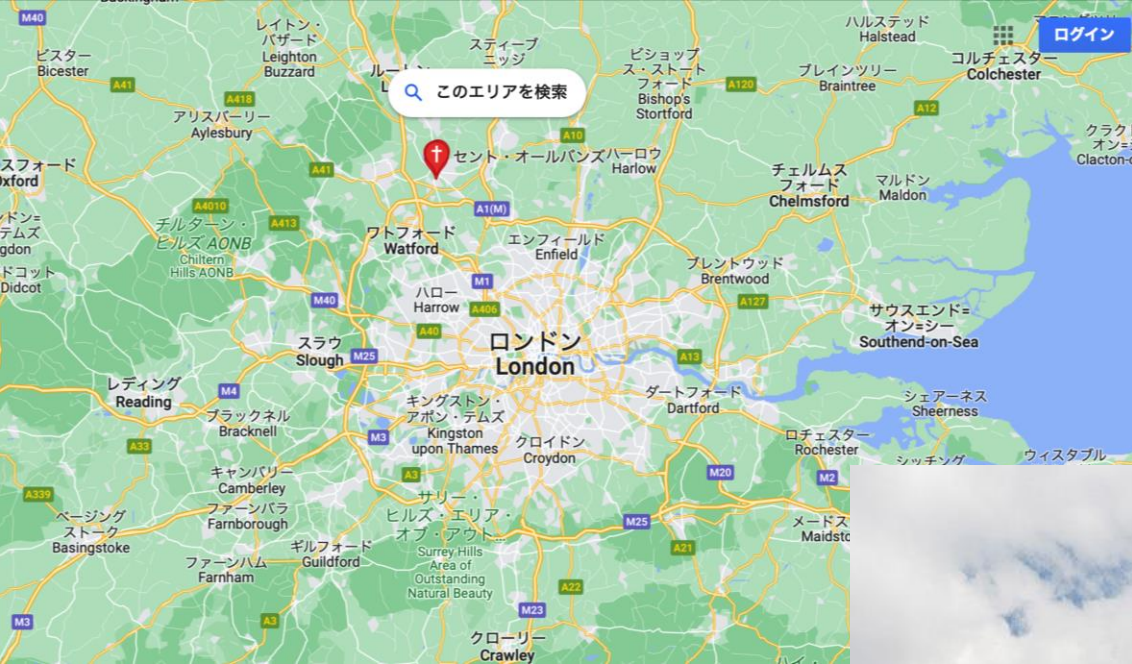 M40
レイトン・
バザード
Leighton
Buzzard
スティーブ
ニッジ
ハルステッド
Halstead
ログイン
ビスター
Bicester
A41
ビショップ
ス・ストート
フォード
Bishop's
Stortford
コルチェスター
Colchester
ブレインツリー
Braintree
A120
このエリアを検索
A418
アリスバーリー
Aylesbury
A12
A10
セント・オールバンズ
ハーロウ
Harlow
A41
チェルムス
フォード
Chelmsford
マルドン
Maldon
A4010
A413
A1(M)
チルターン・
ヒルズ AONB
Chiltern
Hills AONB
ワトフォード
Watford
エンフィールド
Enfield
ドコット
Didcot
M1
ブレントウッド
Brentwood
ハロー
Harrow
M40
A406
A127
A40
サウスエンド=
オン=シー
Southend-on-Sea
スラウ
Slough
M25
ロンドン
London
A13
レディング
Reading
M4
ダートフォード
Dartford
シェアーネス
Sheerness
ブラックネル
Bracknell
キングストン・
アポン・テムズ
Kingston
upon Thames
M3
クロイドン
Croydon
A33
ロチェスター
Rochester
シッチング
ウィスタブル
キャンバリー
Camberley
A3
M20
M2
A339
ファーンバラ
Farnborough
サリー・
ヒルズ・エリア・
オブ・アウト...
Surrey Hills
Area of
Outstanding
Natural Beauty
ベージング
ストーク
Basingstoke
M25
メードス
Maidsto
ギルフォード
Guildford
A21
ファーンハム
Farnham
A22
M3
A3
M23
クローリー
Crawley